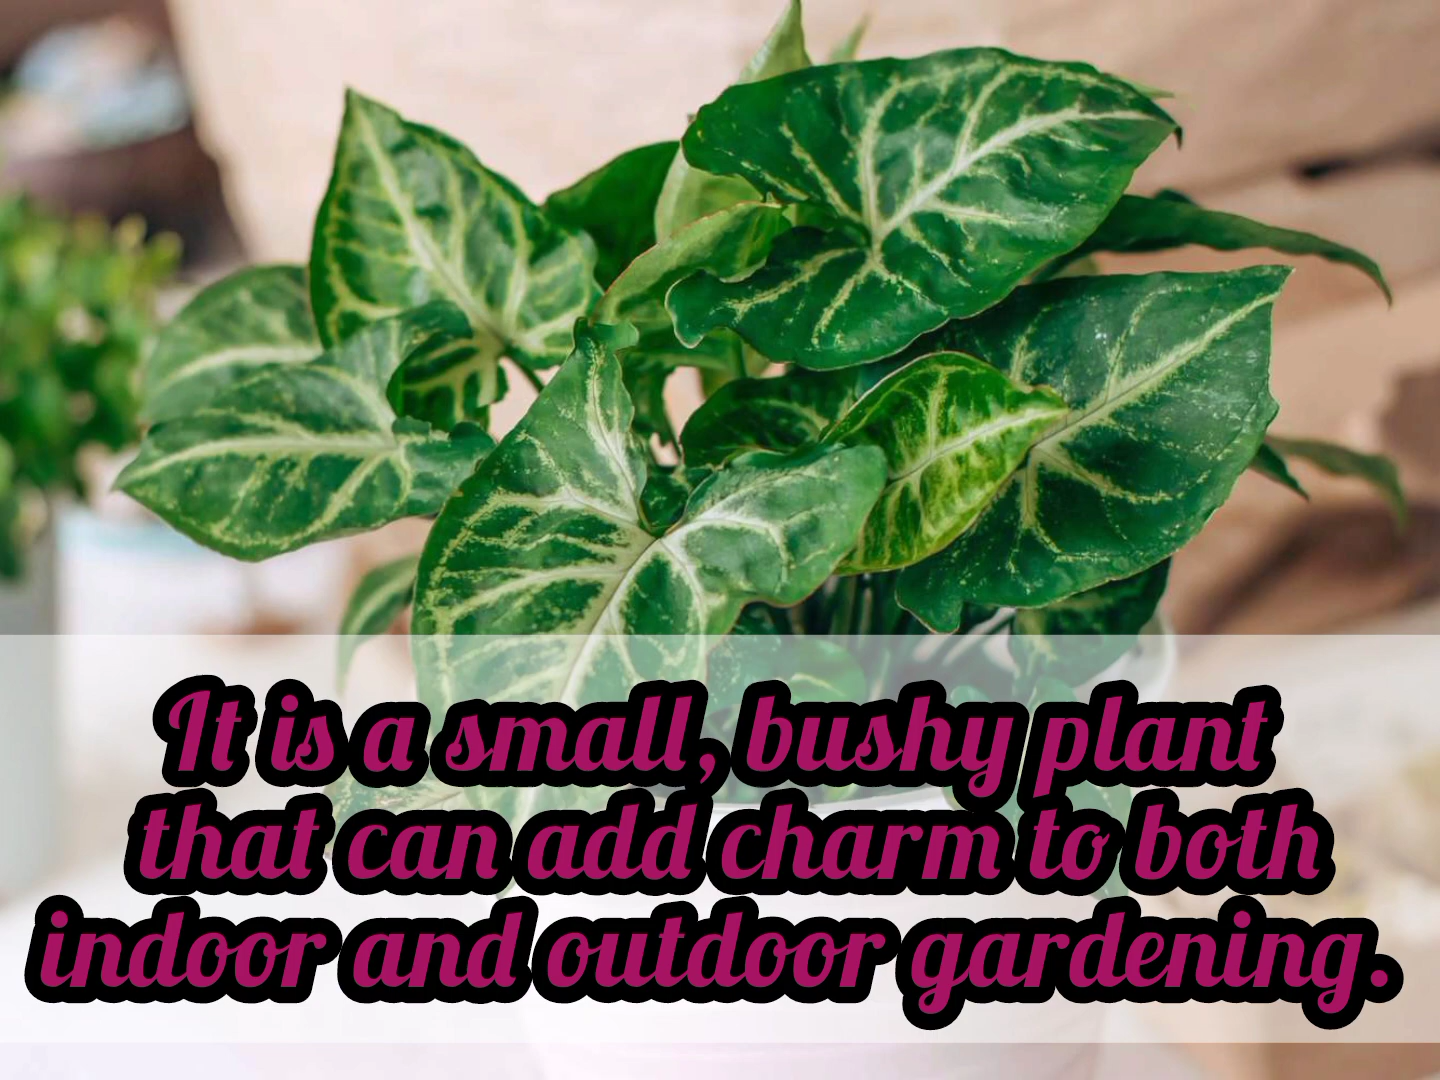 It is a small, bushy plant
that can add charm to both
indoor and outdoor gardening.